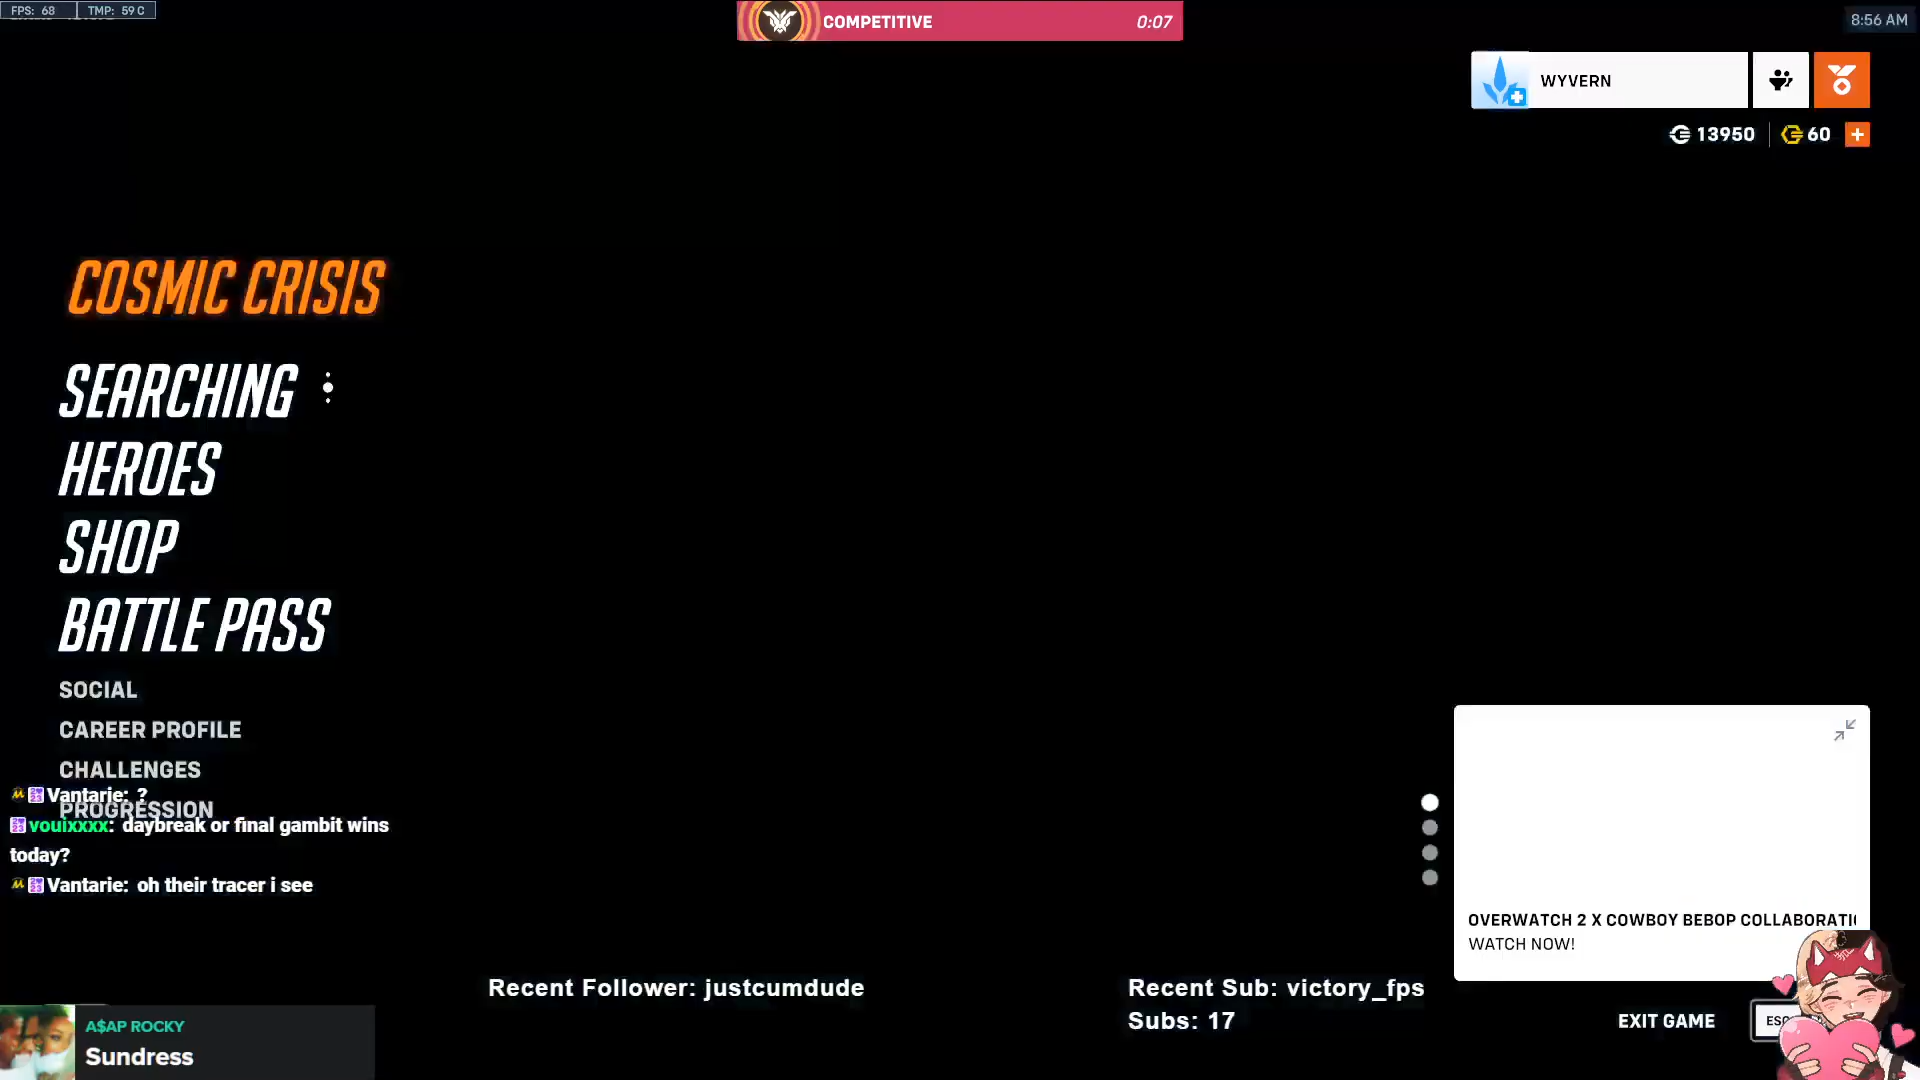 FPS: 68 TMP: 59 C
COMPETITIVE 0:07
8:56 AM
WYVERN
13950 60
COSMIC CRISIS
SEARCHING
HEROES
SHOP
BATTLE PASS
SOCIAL
CAREER PROFILE
CHALLENGES
PROGRESSION
Vantarie: ?
vouixxxx: daybreak or final gambit wins
today?
Vantarie: oh their tracer i see
OVERWATCH 2 X COWBOY BEBOP COLLABORATI
WATCH NOW!
Recent Follower: justcumdude
Recent Sub: victory_fps
Subs: 17
EXIT GAME
ESC
A$AP ROCKY
Sundress